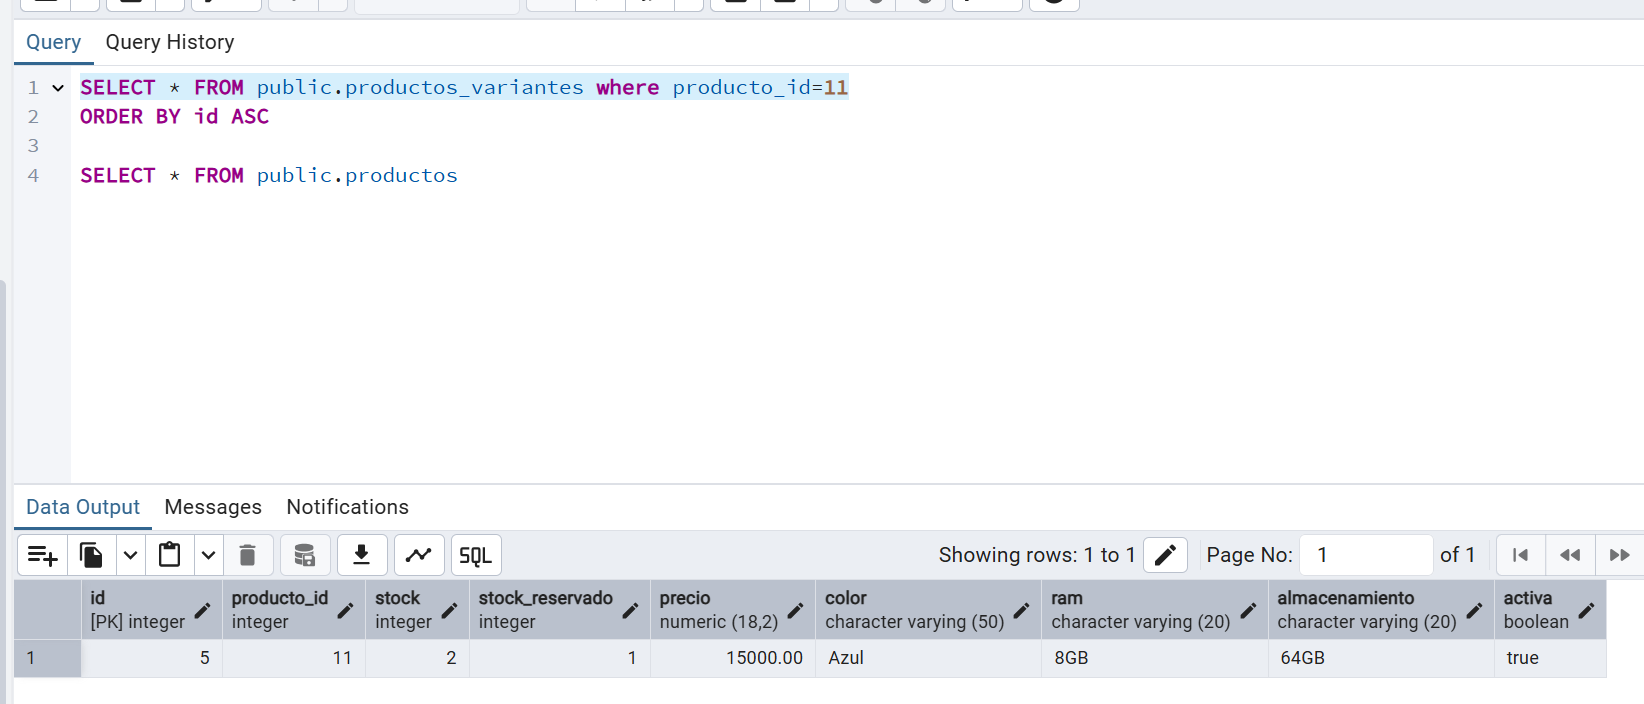 Query Query History
1 SELECT * FROM public.productos_variantes where producto_id=11
2 ORDER BY id ASC
3
4 SELECT * FROM public.productos
Data Output Messages Notifications
SQL Showing rows: 1 to 1 Page No: 1 of 1
id producto_id stock stock_reservado precio color ram almacenamiento activa
[PK] integer integer integer integer numeric (18,2) character varying (50) character varying (20) character varying (20) boolean
1 5 11 2 1 15000.00 Azul 8GB 64GB true